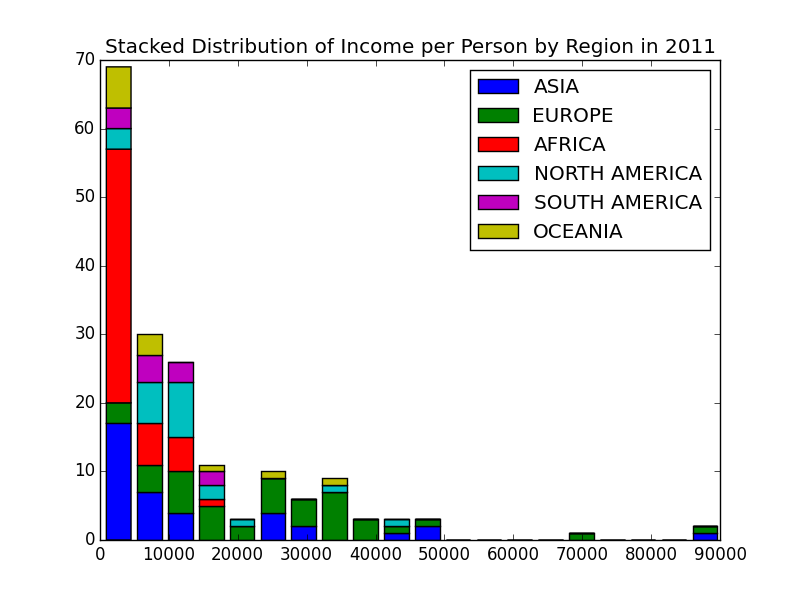 Stacked Distribution of Income per Person by Region in 2011
70
60
50
40
30
20
10
0
ASIA
EUROPE
AFRICA
NORTH AMERICA
SOUTH AMERICA
OCEANIA
0 10000 20000 30000 40000 50000 60000 70000 80000 90000